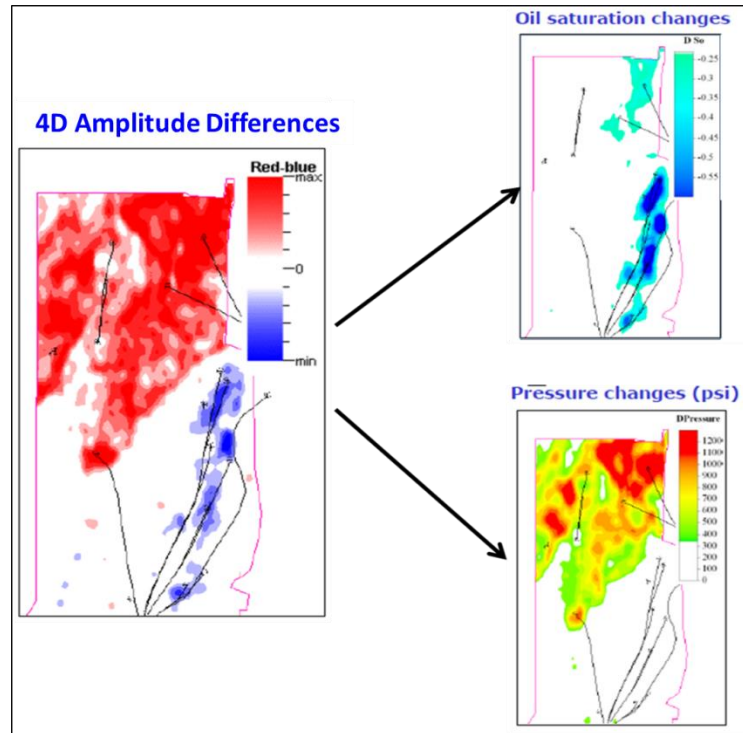 Oil saturation changes
D So
-0.25
-0.3
-0.35
-0.4
-0.45
-0.5
-0.55
4D Amplitude Differences
Red-blue
max
0
min
Pressure changes (psi)
DPressure
1200
1100
1000
900
800
700
600
500
400
300
200
100
0